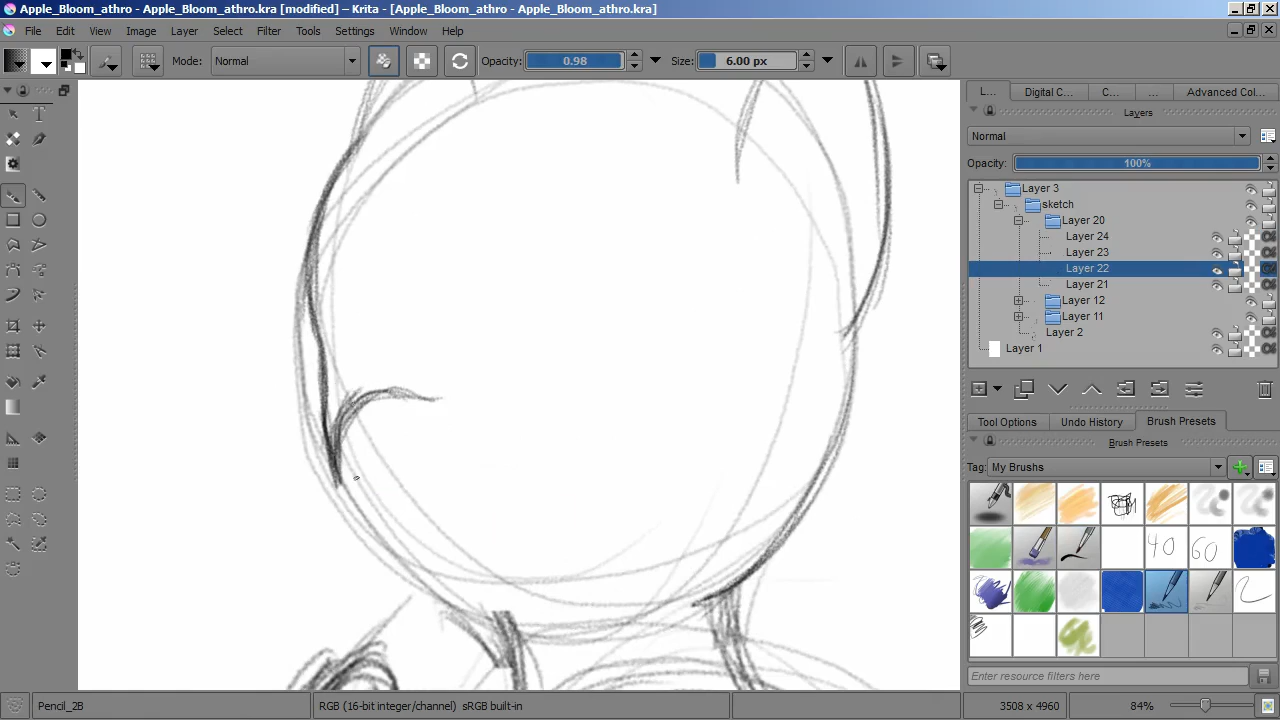 Apple_Bloom_athro.kra [modified] - Krita - [Apple_Bloom_athro - Apple_Bloom_athro.kra]
File Edit View Image Layer Select Filter Tools Settings Window Help
Mode: Normal Opacity: 0.98 Size: 6.00 px
L... Digital C... C... ... Advanced Col...
Layers
Normal
Opacity: 100%
Layer 3
sketch
Layer 20
Layer 24
Layer 23
Layer 22
Layer 21
Layer 12
Layer 11
Layer 2
Layer 1
Tool Options Undo History Brush Presets
Brush Presets
Tag: My Brushes
40 60
Enter resource filters
Pencil_2B RGB (16-bit integer/channel) sRGB built-in 3508 x 4960 84%